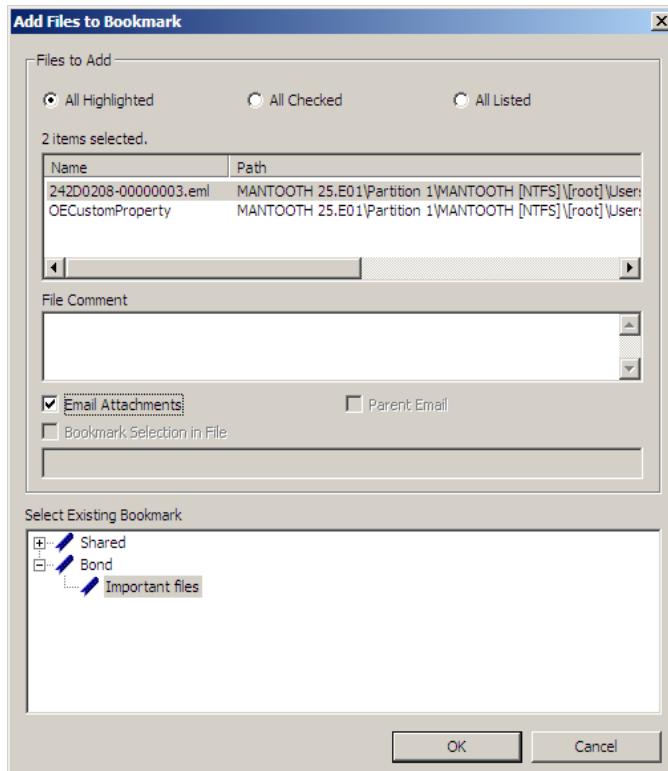 Add Files to Bookmark
Files to Add
All Highlighted All Checked All Listed
2 items selected.
Name Path
242D0208-00000003.eml MANTOOTH 25.E01\Partition 1\MANTOOTH [NTFS]\[root]\User
OECustomProperty MANTOOTH 25.E01\Partition 1\MANTOOTH [NTFS]\[root]\User
File Comment
Email Attachments Parent Email
Bookmark Selection in File
Select Existing Bookmark
Shared
Bond
Important files
OK Cancel